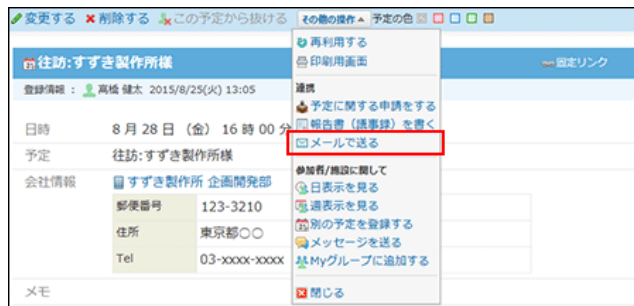 変更する 削除する この予定から抜ける その他の操作▲ 予定の色
再利用する
印刷用画面
連携
予定に関する申請をする
報告書（議事録）を書く
メールで送る
参加者/施設に関して
日表示を見る
週表示を見る
別の予定を登録する
メッセージを送る
Myグループに追加する
閉じる
往訪:すずき製作所様
固定リンク
登録情報 : 高橋 健太 2015/8/25(火) 13:05
日時 8 月 28 日 （金） 16 時 00 分
予定 往訪:すずき製作所様
会社情報 すずき製作所 企画開発部
郵便番号 123-3210
住所 東京都○○
Tel 03-xxxx-xxxx
メモ